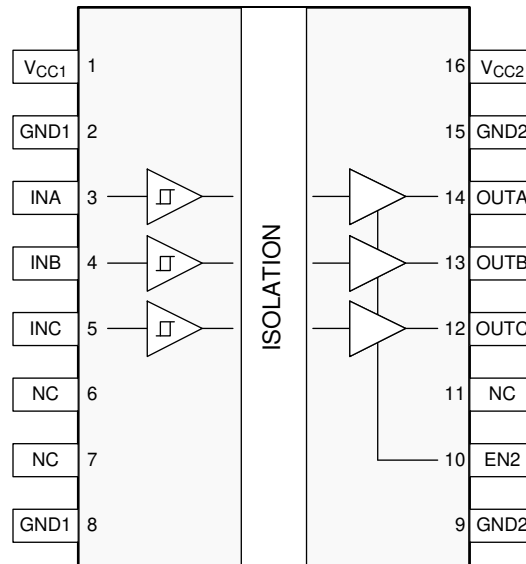 VCC1 1 16 VCC2
GND1 2 15 GND2
INA 3 14 OUTA
INB 4 13 OUTB
INC 5 12 OUTC
NC 6 11 NC
NC 7 10 EN2
GND1 8 9 GND2
ISOLATION